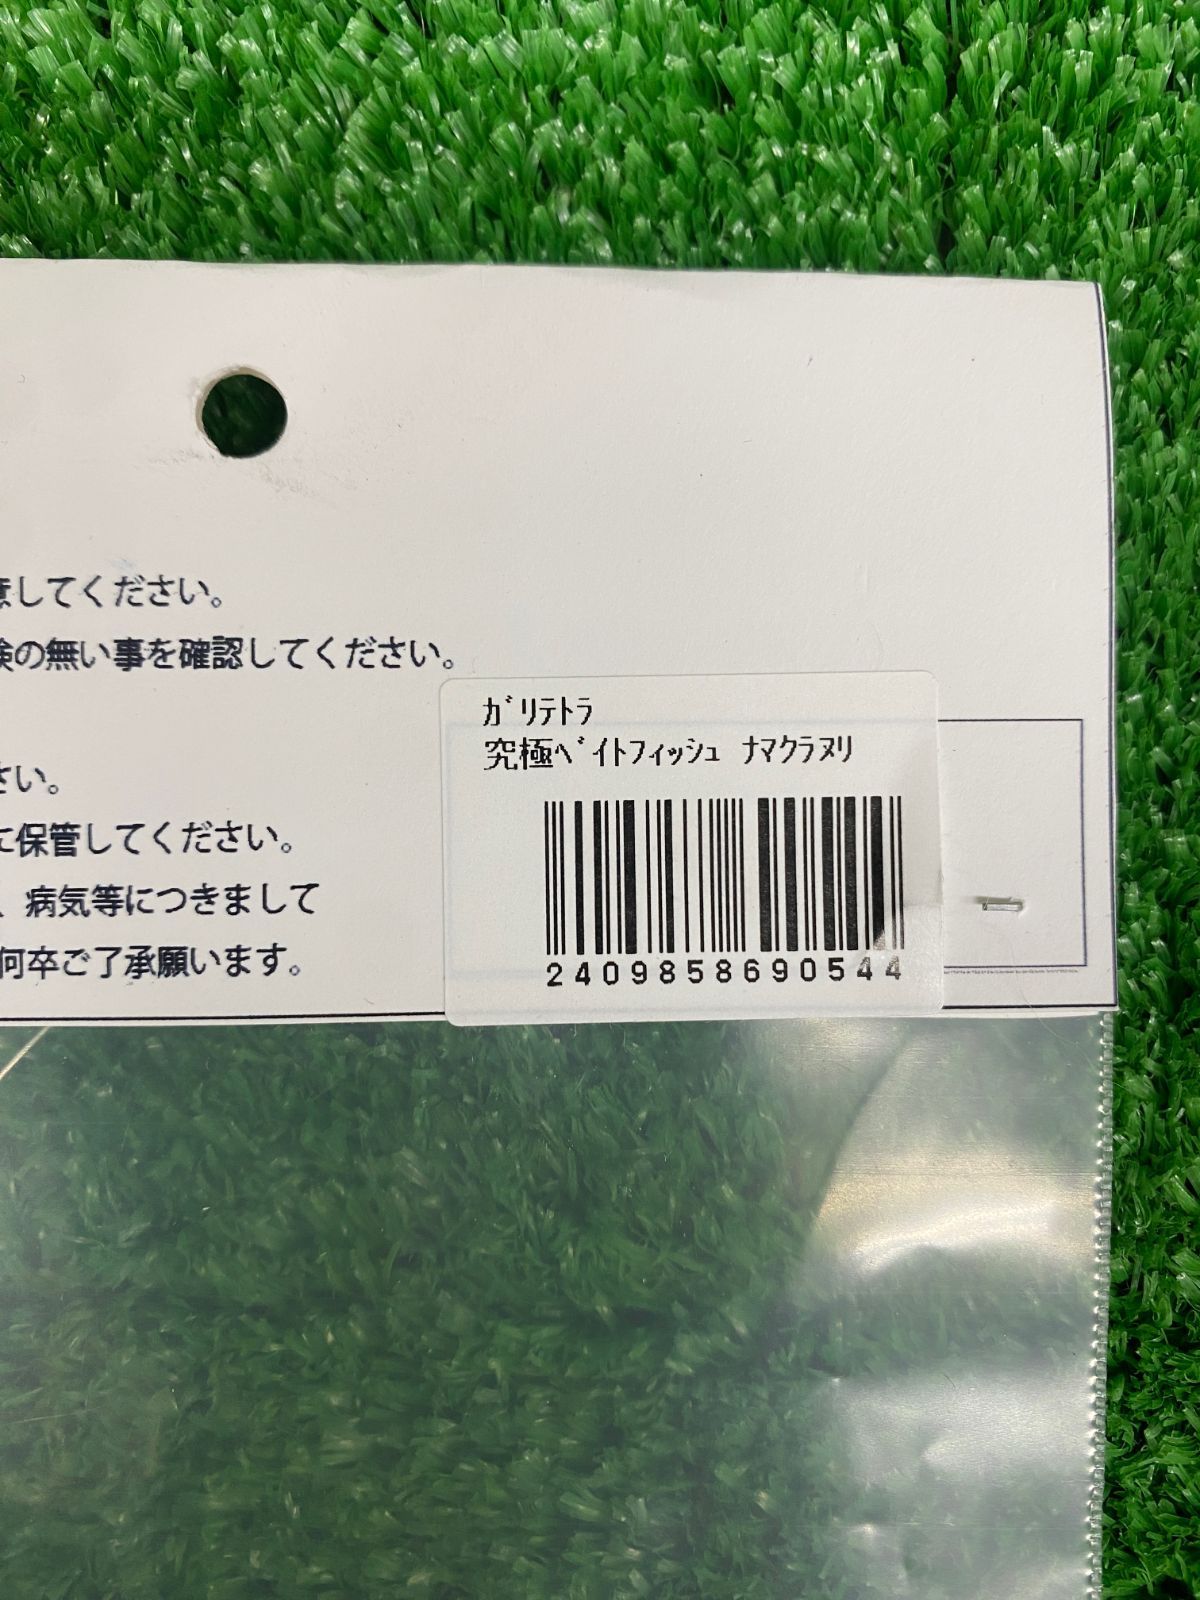 意してください。
険の無い事を確認してください。
さい。
に保管してください。
、病気等につきまして
何卒ご了承願います。
ｶﾞﾘﾃﾄﾗ
究極ﾍﾞｲﾄﾌｨｯｼｭ ﾅﾏｸﾗﾇﾘ
2409858690544